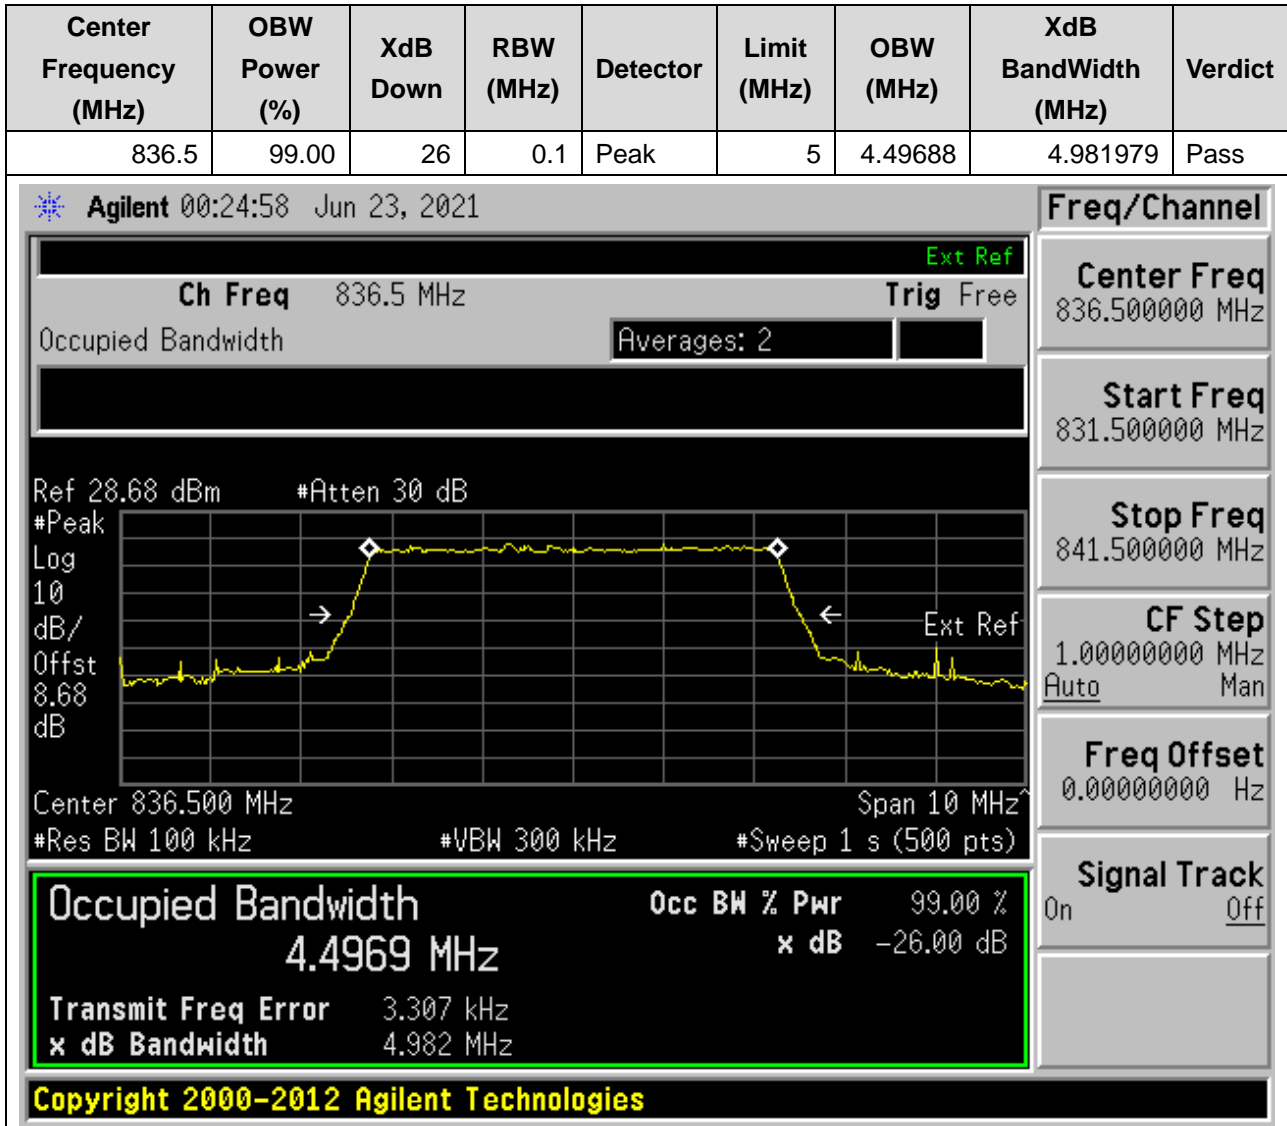 Center Frequency (MHz) OBW Power (%) XdB Down RBW (MHz) Detector Limit (MHz) OBW (MHz) XdB BandWidth (MHz) Verdict
836.5 99.00 26 0.1 Peak 5 4.49688 4.981979 Pass
Agilent 00:24:58 Jun 23, 2021
Freq/Channel
Ext Ref
Ch Freq 836.5 MHz Trig Free
Occupied Bandwidth Averages: 2
Center Freq
836.500000 MHz
Start Freq
831.500000 MHz
Stop Freq
841.500000 MHz
CF Step
1.00000000 MHz
Auto Man
Freq Offset
0.00000000 Hz
Signal Track
On Off
Ref 28.68 dBm #Atten 30 dB
#Peak
Log
10
dB/
Offst
8.68
dB
Ext Ref
Center 836.500 MHz Span 10 MHz^
#Res BW 100 kHz #VBW 300 kHz #Sweep 1 s (500 pts)
Occupied Bandwidth Occ BW % Pwr 99.00 %
4.4969 MHz x dB -26.00 dB
Transmit Freq Error 3.307 kHz
x dB Bandwidth 4.982 MHz
Copyright 2000-2012 Agilent Technologies